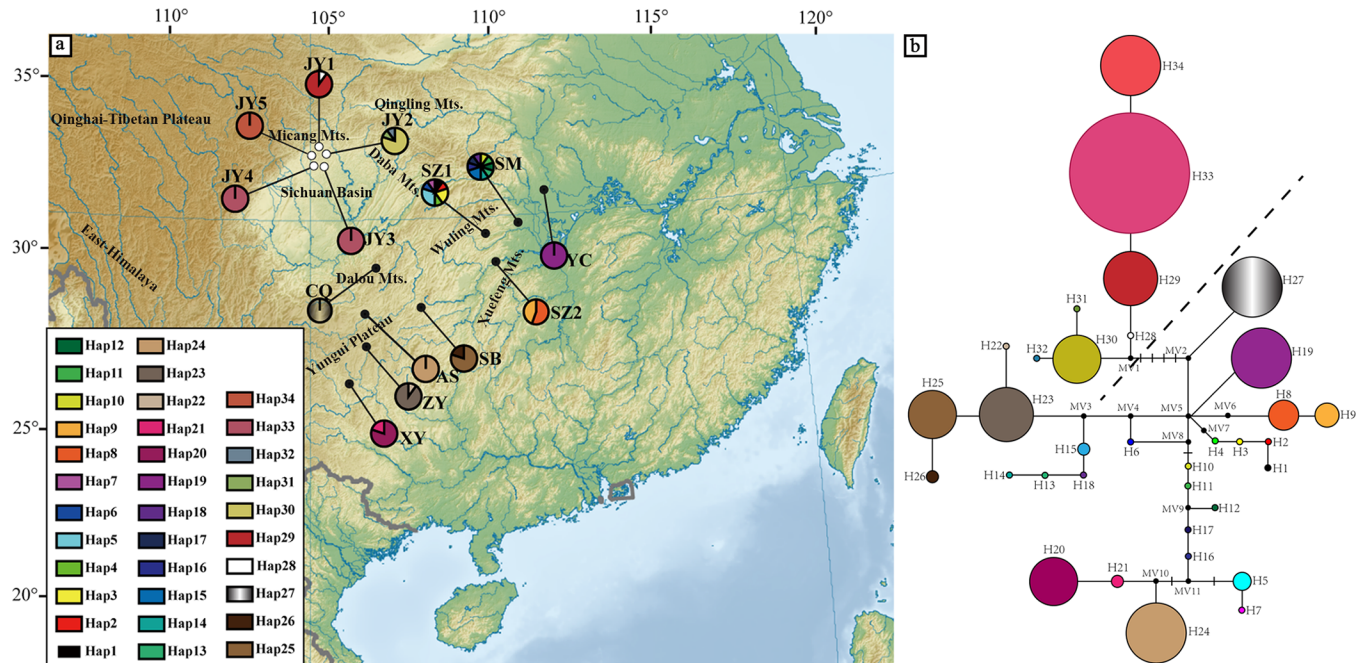 110°
105°
110°
115°
120°
a
b
35°
30°
25°
20°
JY1
Qingling Mts.
JY5
JY2
Qinghai-Tibetan Plateau
Micang Mts.
Daba Mts.
SZ1
SM
JY4
Sichuan Basin
Wuling Mts.
East-Himalaya
JY3
YC
Dalou Mts.
Xuefeng Mts.
CQ
SZ2
Yungui Plateau
SB
AS
ZY
XY
Hap12
Hap11
Hap10
Hap9
Hap8
Hap7
Hap6
Hap5
Hap4
Hap3
Hap2
Hap1
Hap24
Hap23
Hap22
Hap21
Hap20
Hap19
Hap18
Hap17
Hap16
Hap15
Hap14
Hap13
Hap34
Hap33
Hap32
Hap31
Hap30
Hap29
Hap28
Hap27
Hap26
Hap25
H34
H33
H29
H27
H31
H28
H30
H32
MV1
MV2
H22
H19
H25
H23
MV3
MV4
MV5
MV6
H8
H9
MV7
MV8
H15
H6
H4
H3
H2
H1
H26
H14
H13
H18
H10
H11
MV9
H12
H17
H16
H20
H21
MV10
MV11
H5
H7
H24